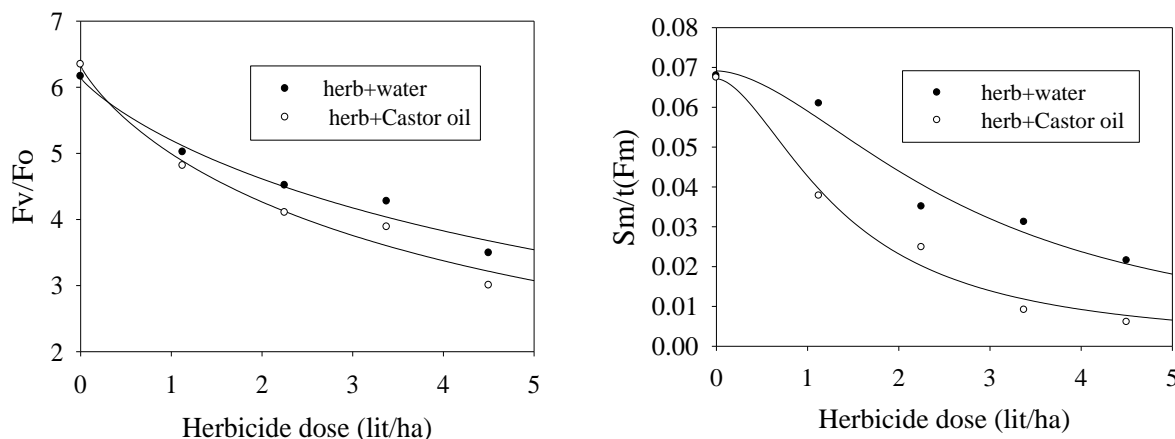 Fv/Fo
7
6
5
4
3
2
herb+water
herb+Castor oil
0 1 2 3 4 5
Herbicide dose (lit/ha)
Sm/t(Fm)
0.08
0.07
0.06
0.05
0.04
0.03
0.02
0.01
0.00
herb+water
herb+Castor oil
0 1 2 3 4 5
Herbicide dose (lit/ha)